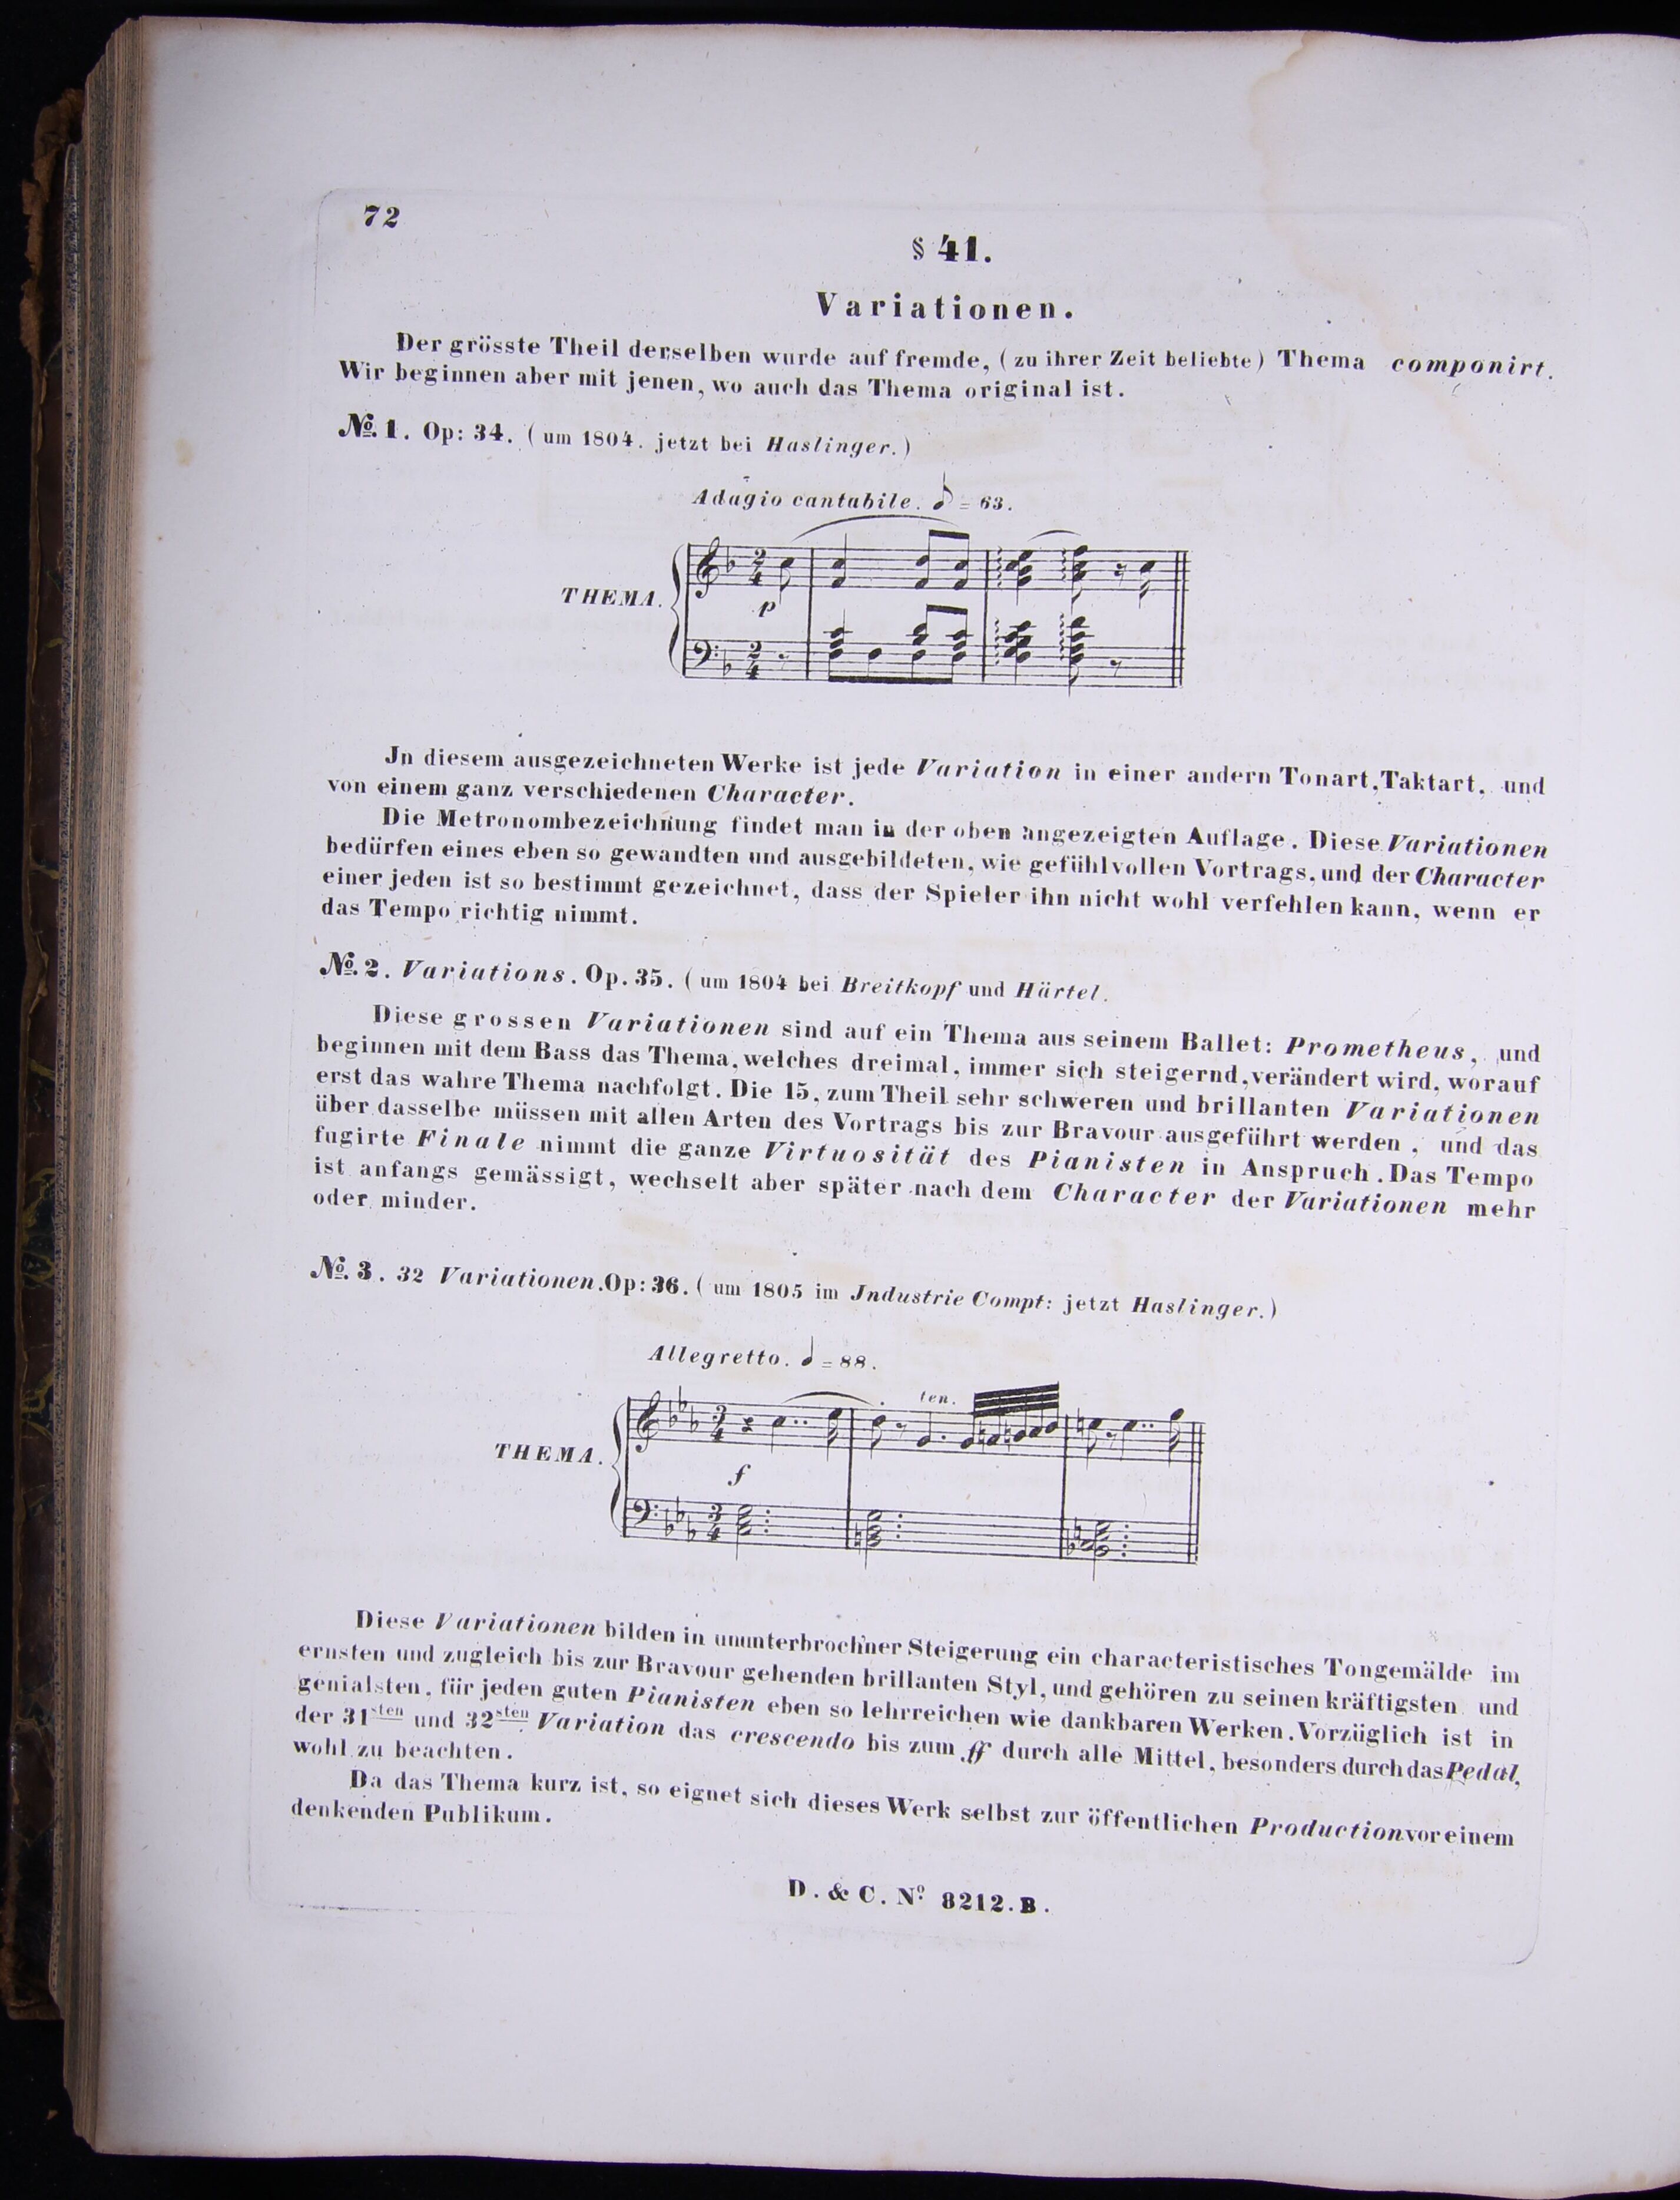 72
§ 41.
Variationen.
Der grösste Theil derselben wurde auf fremde, (zu ihrer Zeit beliebte) Thema componirt.
Wir beginnen aber mit jenen, wo auch das Thema original ist.
No. 1. Op: 34. (um 1804. jetzt bei Haslinger.)
Adagio cantabile. ♪ = 63.
THEMA.
p
Jn diesem ausgezeichneten Werke ist jede Variation in einer andern Tonart, Taktart, und
von einem ganz verschiedenen Character.
Die Metronombezeichnung findet man in der oben angezeigten Auflage. Diese Variationen
bedürfen eines eben so gewandten und ausgebildeten, wie gefühlvollen Vortrags, und der Character
einer jeden ist so bestimmt gezeichnet, dass der Spieler ihn nicht wohl verfehlen kann, wenn er
das Tempo richtig nimmt.
No. 2. Variations. Op. 35. (um 1804 bei Breitkopf und Härtel.
Diese grossen Variationen sind auf ein Thema aus seinem Ballet: Prometheus, und
beginnen mit dem Bass das Thema, welches dreimal, immer sich steigernd, verändert wird, worauf
erst das wahre Thema nachfolgt. Die 15, zum Theil sehr schweren und brillanten Variationen
über dasselbe müssen mit allen Arten des Vortrags bis zur Bravour ausgeführt werden, und das
fugirte Finale nimmt die ganze Virtuosität des Pianisten in Anspruch. Das Tempo
ist anfangs gemässigt, wechselt aber später nach dem Character der Variationen mehr
oder minder.
No. 3. 32 Variationen. Op: 36. (um 1805 im Jndustrie Compt: jetzt Haslinger.)
Allegretto. ♩ = 88.
ten.
THEMA.
f
Diese Variationen bilden in ununterbrochner Steigerung ein characteristisches Tongemälde im
ernsten und zugleich bis zur Bravour gehenden brillanten Styl, und gehören zu seinen kräftigsten und
genialsten, für jeden guten Pianisten eben so lehrreichen wie dankbaren Werken. Vorzüglich ist in
der 31sten und 32sten Variation das crescendo bis zum ff durch alle Mittel, besonders durch das Pedal,
wohl zu beachten.
Da das Thema kurz ist, so eignet sich dieses Werk selbst zur öffentlichen Production vor einem
denkenden Publikum.
D. & C. No 8212. B.